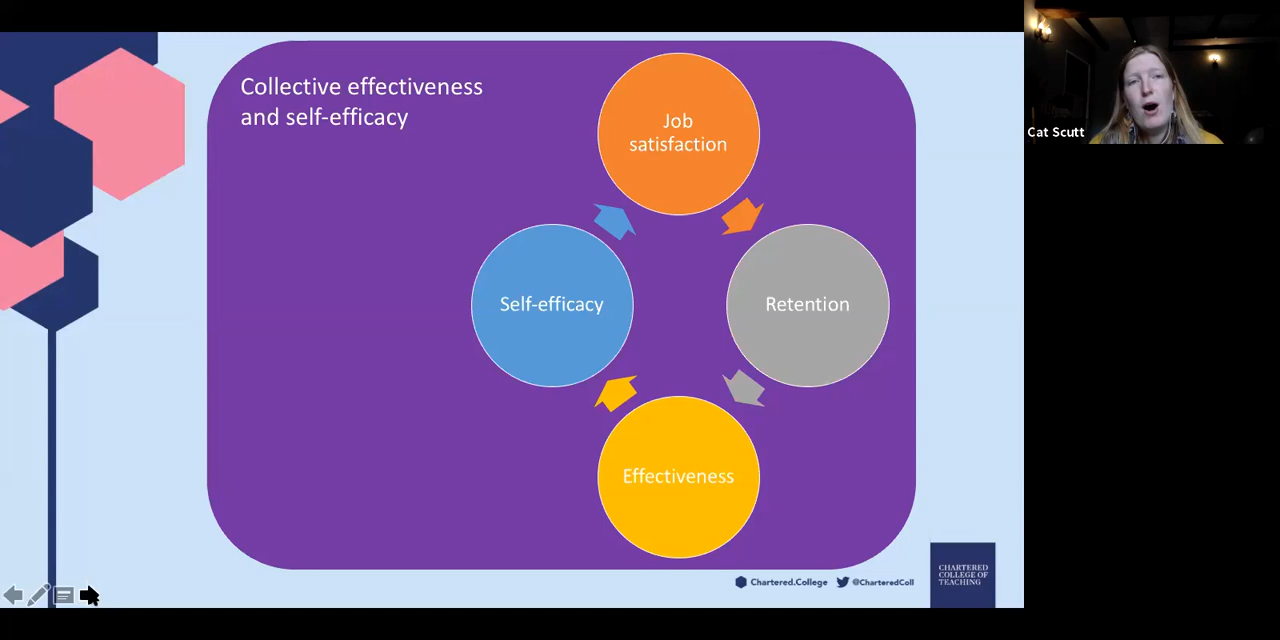 Collective effectiveness
and self-efficacy
Job
satisfaction
Self-efficacy
Retention
Effectiveness
Chartered.College
@CharteredColl
CHARTERED
COLLEGE OF
TEACHING
Cat Scutt